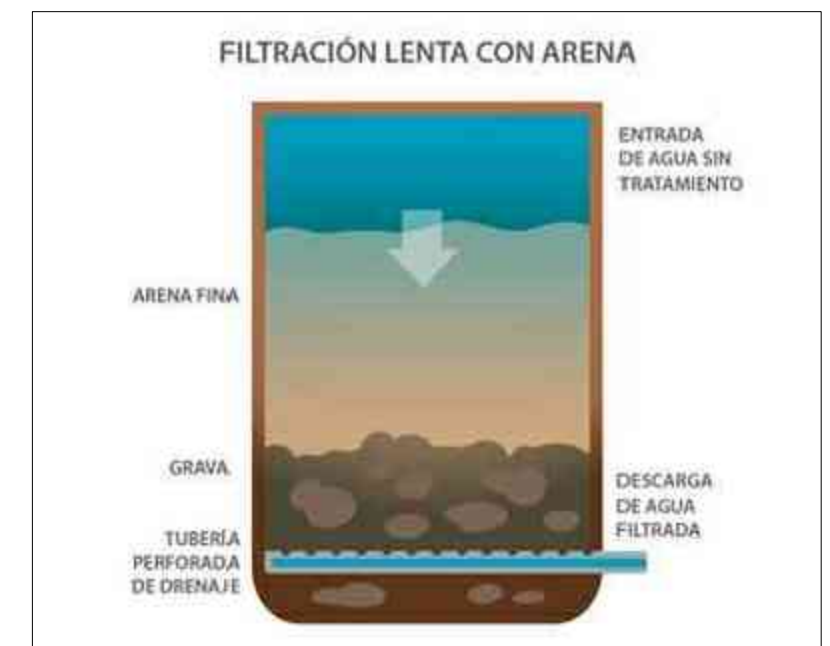 FILTRACIÓN LENTA CON ARENA
ENTRADA
DE AGUA SIN
TRATAMIENTO
ARENA FINA
GRAVA
DESCARGA
DE AGUA
FILTRADA
TUBERÍA
PERFORADA
DE DRENAJE